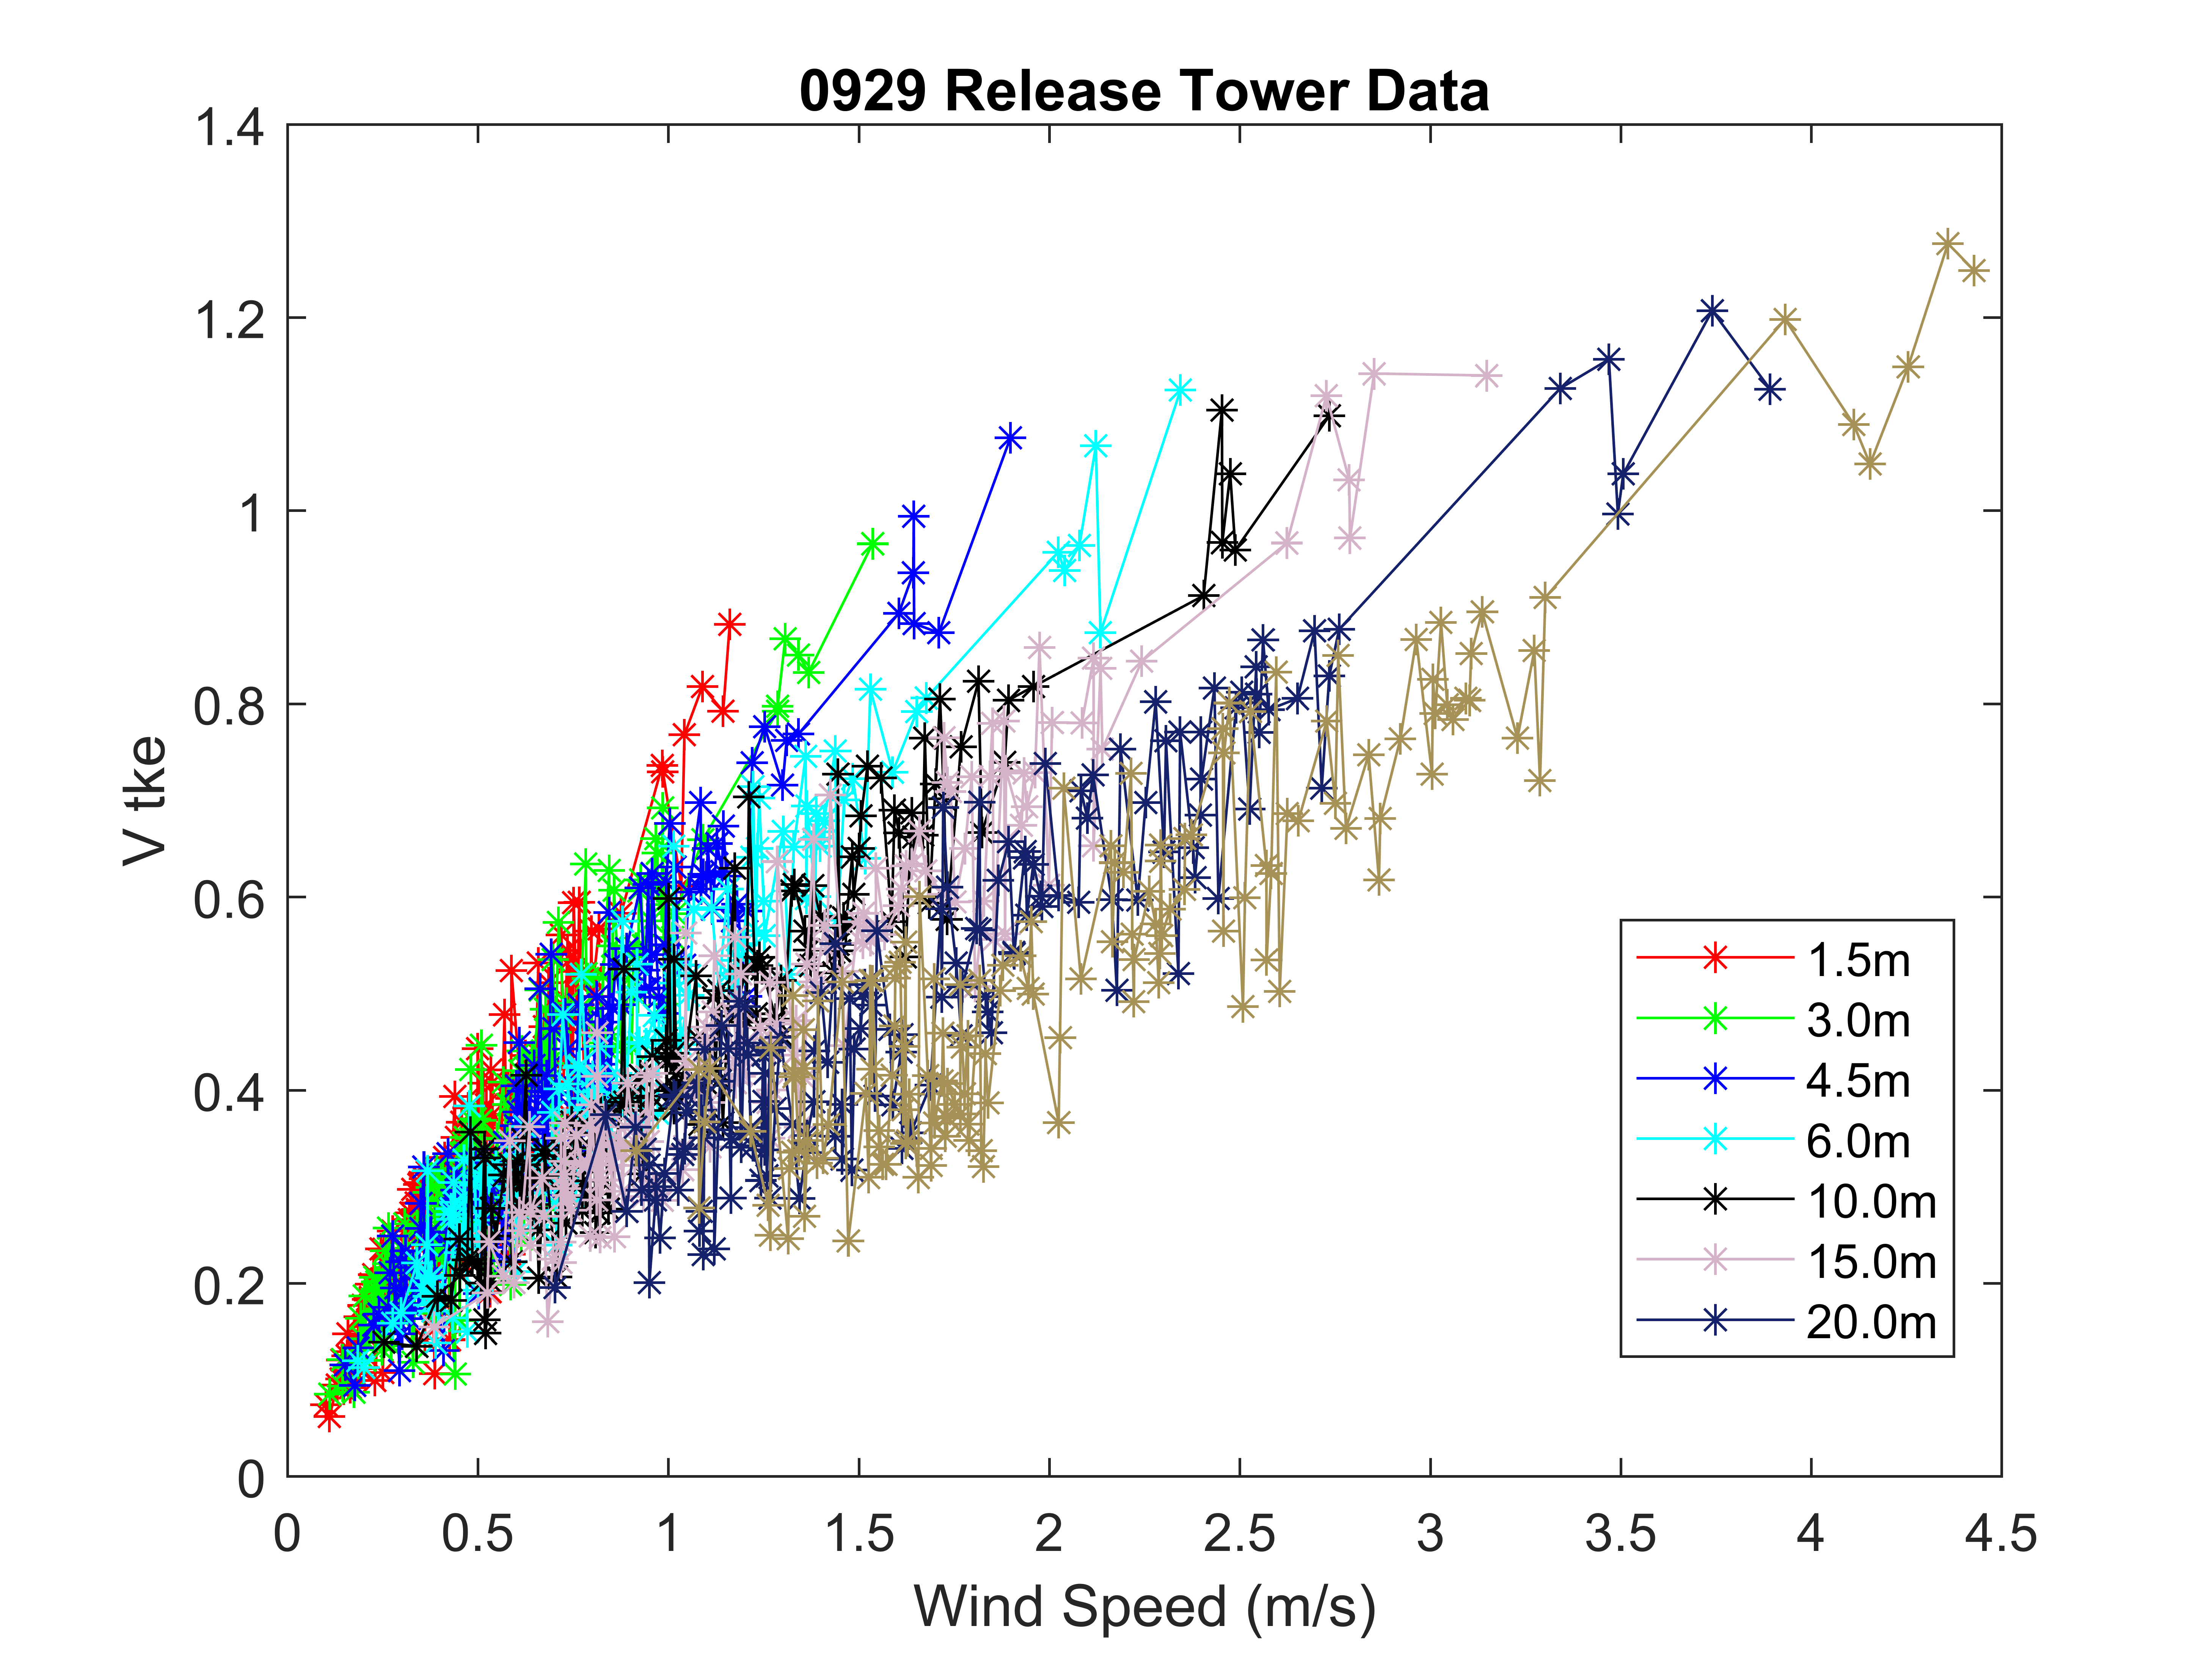 0929 Release Tower Data
1.4
1.2
1
0.8
0.6
0.4
0.2
0
V tke
1.5m
3.0m
4.5m
6.0m
10.0m
15.0m
20.0m
0 0.5 1 1.5 2 2.5 3 3.5 4 4.5
Wind Speed (m/s)